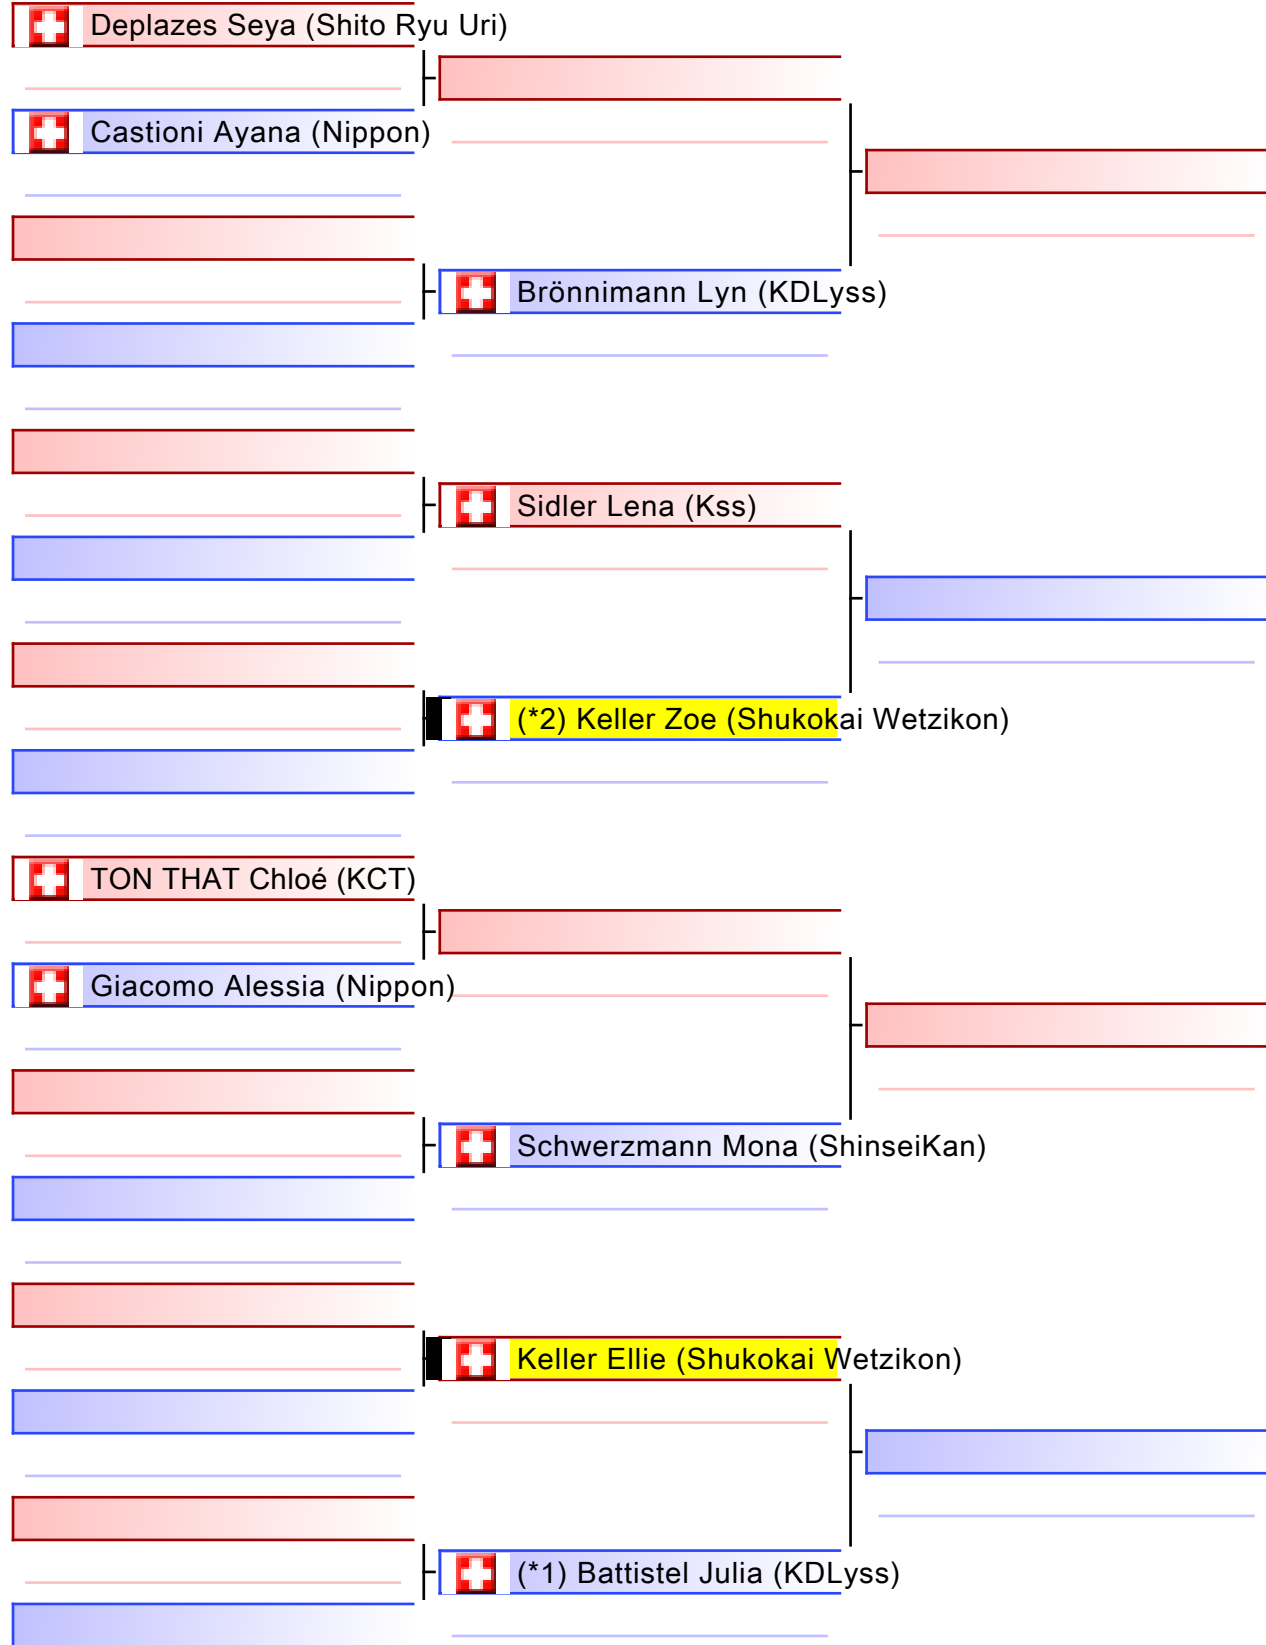 Deplazes Seya (Shito Ryu Uri)
Castioni Ayana (Nippon)
Brönnimann Lyn (KDLyss)
Sidler Lena (Kss)
(*2) Keller Zoe (Shukokai Wetzikon)
TON THAT Chloé (KCT)
Giacomo Alessia (Nippon)
Schwerzmann Mona (ShinseiKan)
Keller Ellie (Shukokai Wetzikon)
(*1) Battistel Julia (KDLyss)